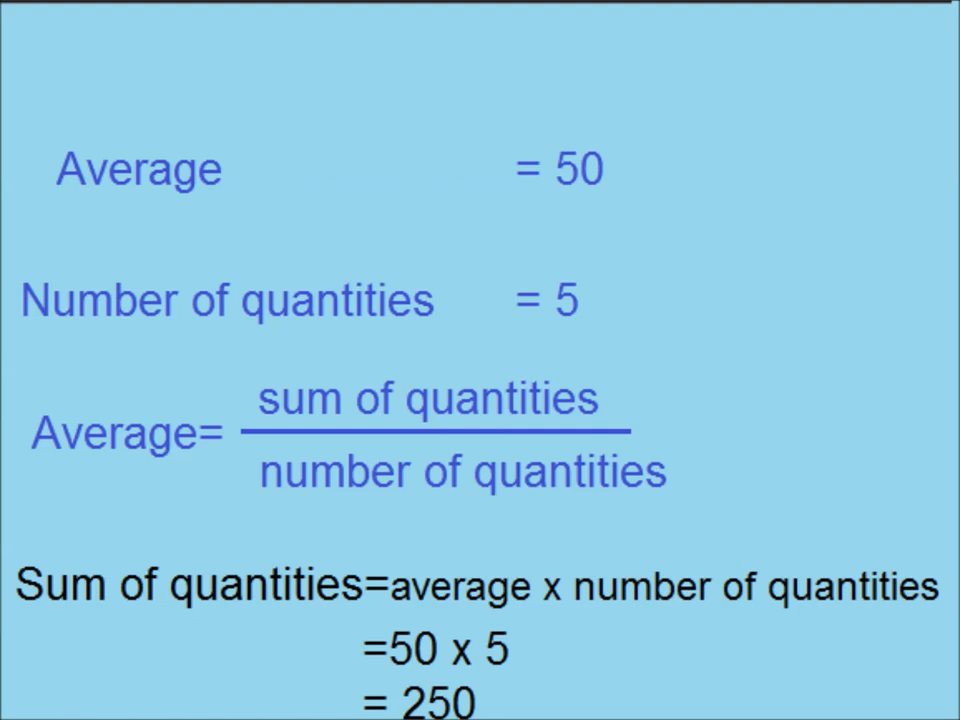 Average = 50
Number of quantities = 5
sum of quantities
Average=
number of quantities
Sum of quantities=average x number of quantities
=50 x 5
= 250